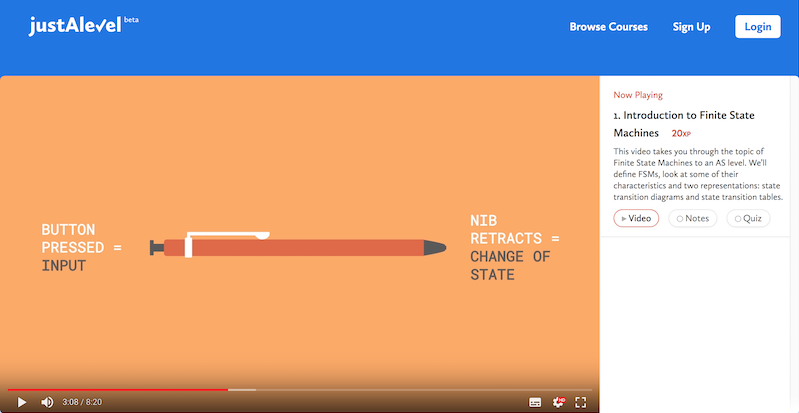 justAlevel beta
Browse Courses
Sign Up
Login
BUTTON
PRESSED =
INPUT
NIB
RETRACTS =
CHANGE OF
STATE
3:08 / 8:20
HD
Now Playing
1. Introduction to Finite State
Machines 20XP
This video takes you through the topic of
Finite State Machines to an AS level. We'll
define FSMs, look at some of their
characteristics and two representations: state
transition diagrams and state transition tables.
Video
Notes
Quiz